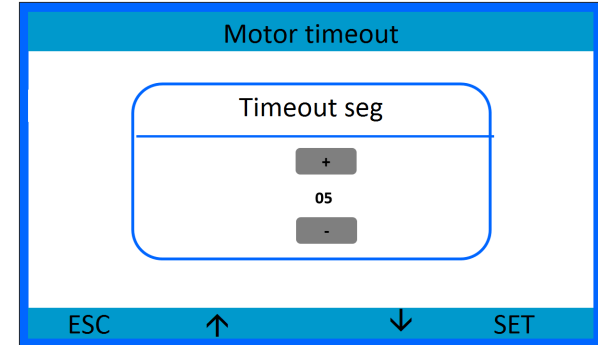 Motor timeout
Timeout seg
+
05
-
ESC ↑ ↓ SET